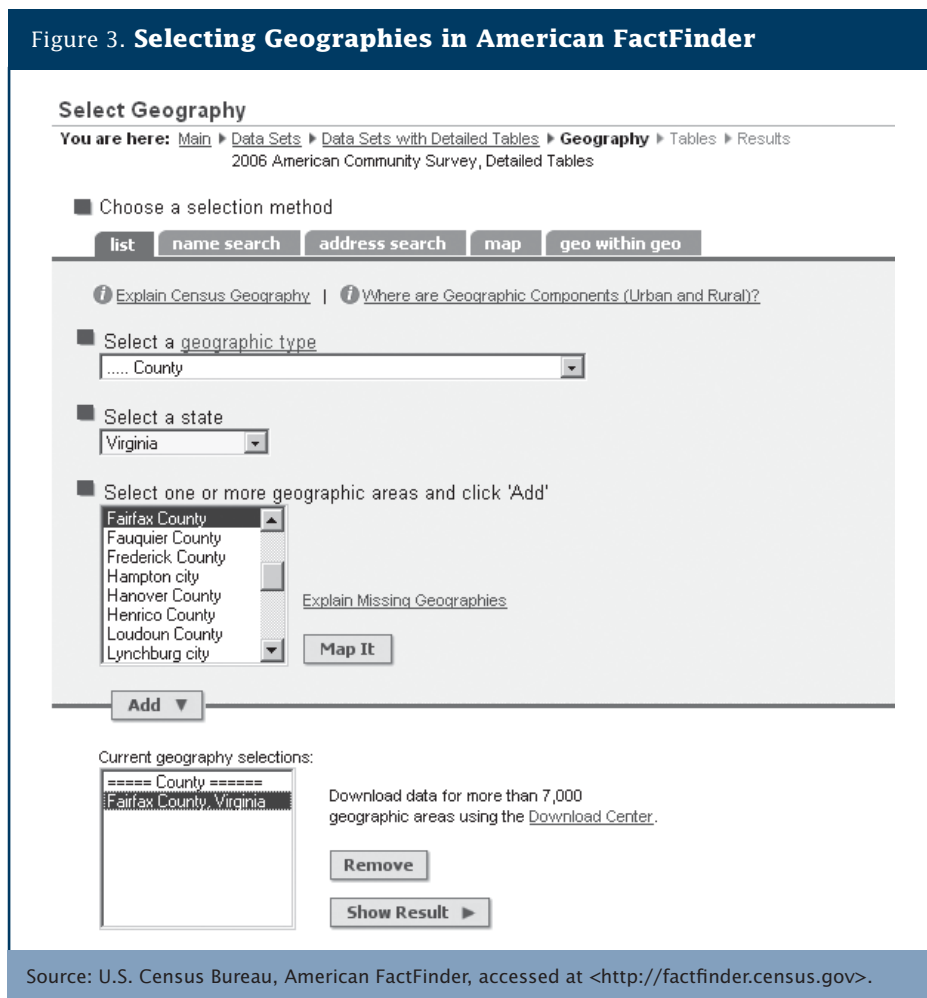 Figure 3. Selecting Geographies in American FactFinder
Select Geography
You are here: Main ▶ Data Sets ▶ Data Sets with Detailed Tables ▶ Geography ▶ Tables ▶ Results
2006 American Community Survey, Detailed Tables
Choose a selection method
list name search address search map geo within geo
Explain Census Geography | Where are Geographic Components (Urban and Rural)?
Select a geographic type
..... County
Select a state
Virginia
Select one or more geographic areas and click 'Add'
Fairfax County
Fauquier County
Frederick County
Hampton city
Hanover County
Henrico County
Loudoun County
Lynchburg city
Explain Missing Geographies
Map It
Add ▼
Current geography selections:
===== County ======
Fairfax County, Virginia
Download data for more than 7,000
geographic areas using the Download Center.
Remove
Show Result ▶
Source: U.S. Census Bureau, American FactFinder, accessed at <http://factfinder.census.gov>.